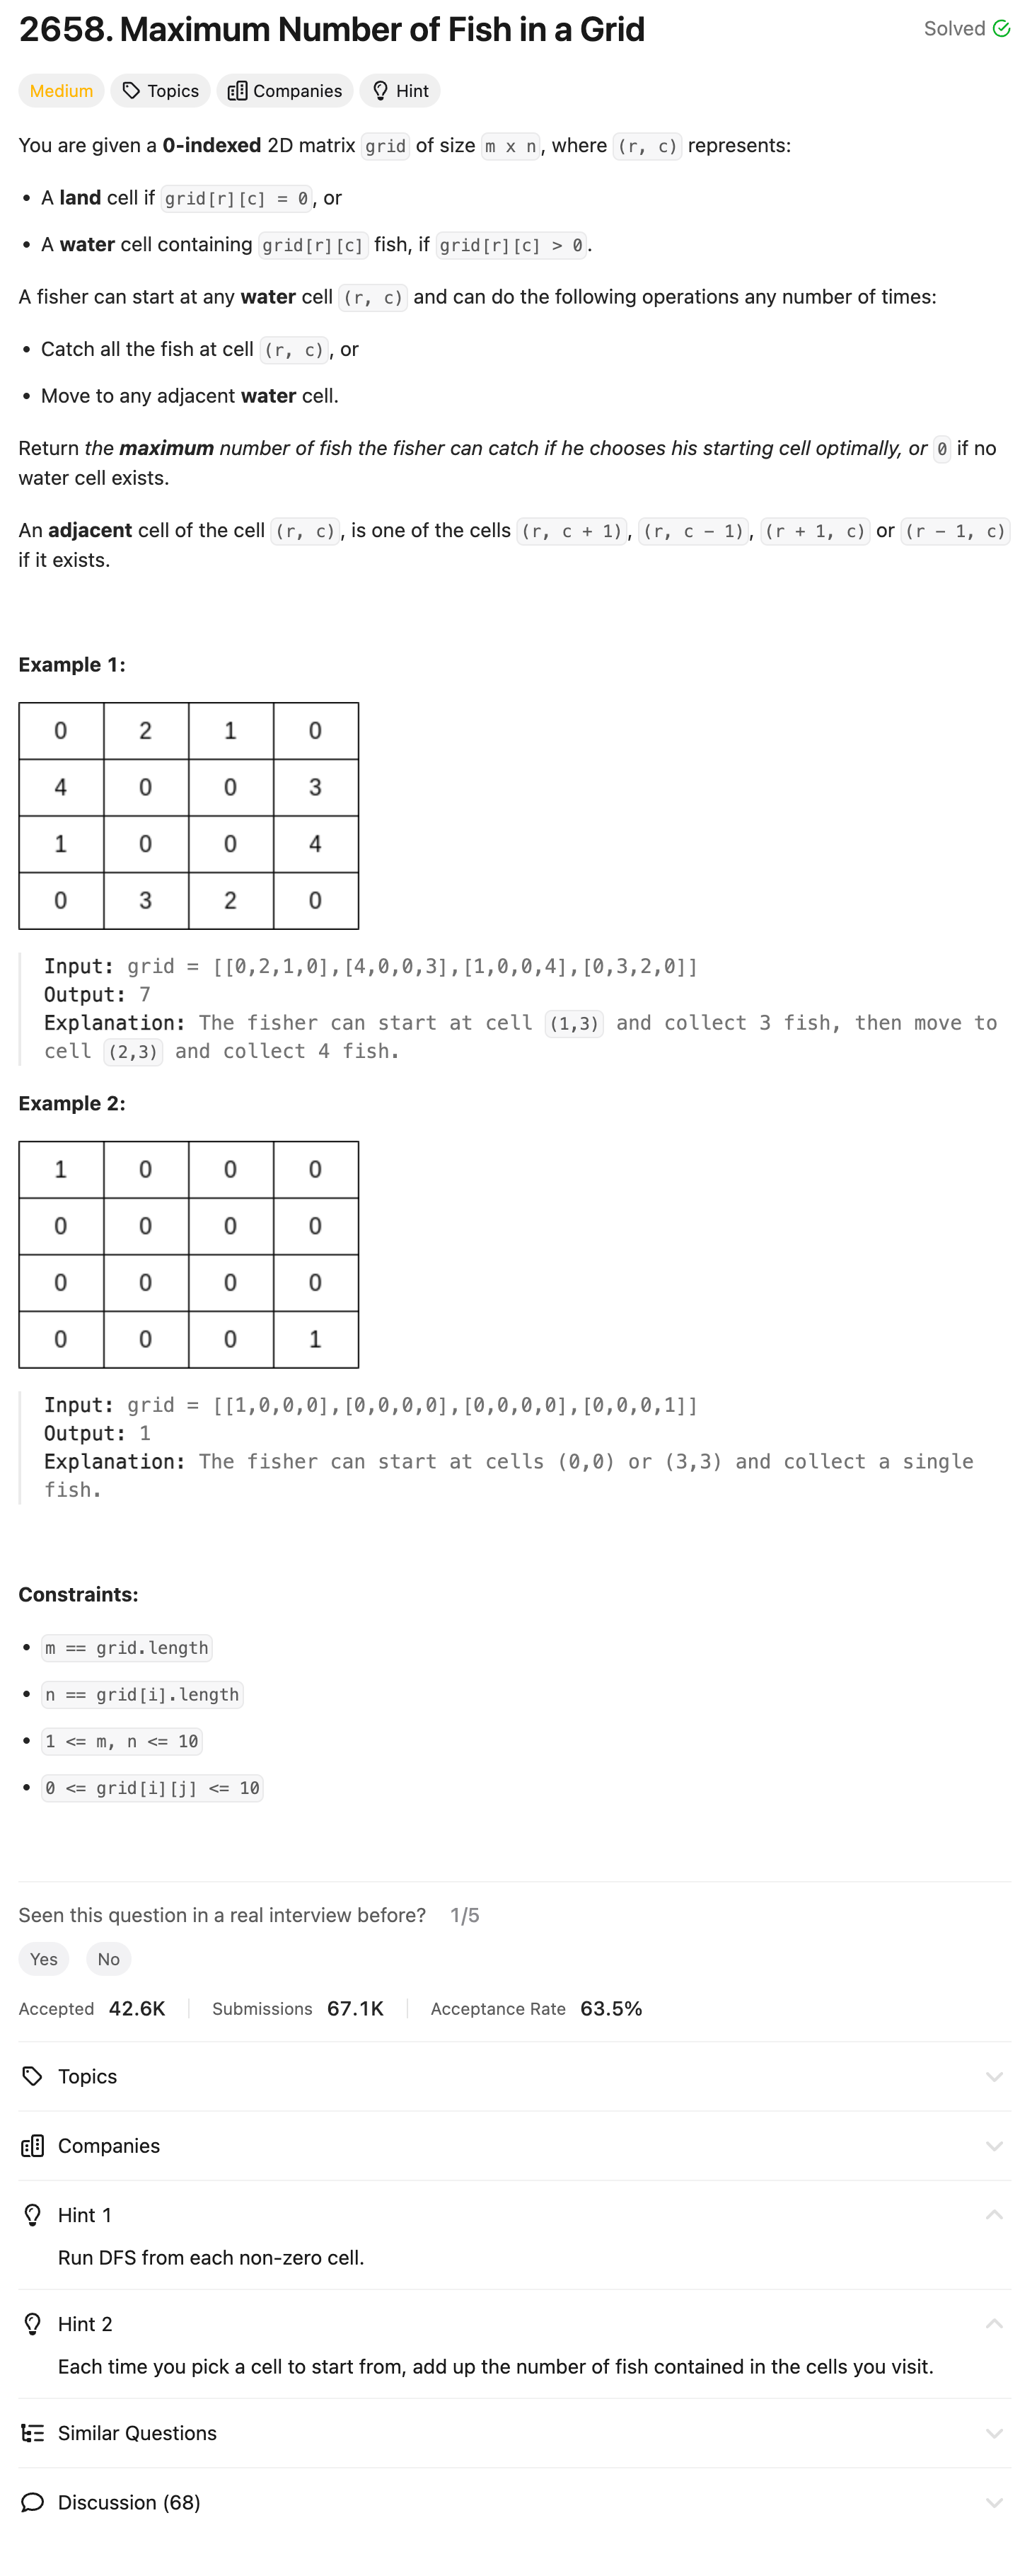 2658. Maximum Number of Fish in a Grid
Solved
Medium
Topics
Companies
Hint
You are given a 0-indexed 2D matrix grid of size m x n, where (r, c) represents:
• A land cell if grid[r][c] = 0, or
• A water cell containing grid[r][c] fish, if grid[r][c] > 0.
A fisher can start at any water cell (r, c) and can do the following operations any number of times:
• Catch all the fish at cell (r, c), or
• Move to any adjacent water cell.
Return the maximum number of fish the fisher can catch if he chooses his starting cell optimally, or 0 if no
water cell exists.
An adjacent cell of the cell (r, c), is one of the cells (r, c + 1), (r, c - 1), (r + 1, c) or (r - 1, c)
if it exists.
Example 1:
0 2 1 0
4 0 0 3
1 0 0 4
0 3 2 0
Input: grid = [[0,2,1,0],[4,0,0,3],[1,0,0,4],[0,3,2,0]]
Output: 7
Explanation: The fisher can start at cell (1,3) and collect 3 fish, then move to
cell (2,3) and collect 4 fish.
Example 2:
1 0 0 0
0 0 0 0
0 0 0 0
0 0 0 1
Input: grid = [[1,0,0,0],[0,0,0,0],[0,0,0,0],[0,0,0,1]]
Output: 1
Explanation: The fisher can start at cells (0,0) or (3,3) and collect a single
fish.
Constraints:
• m == grid.length
• n == grid[i].length
• 1 <= m, n <= 10
• 0 <= grid[i][j] <= 10
Seen this question in a real interview before? 1/5
Yes
No
Accepted 42.6K
Submissions 67.1K
Acceptance Rate 63.5%
Topics
Companies
Hint 1
Run DFS from each non-zero cell.
Hint 2
Each time you pick a cell to start from, add up the number of fish contained in the cells you visit.
Similar Questions
Discussion (68)